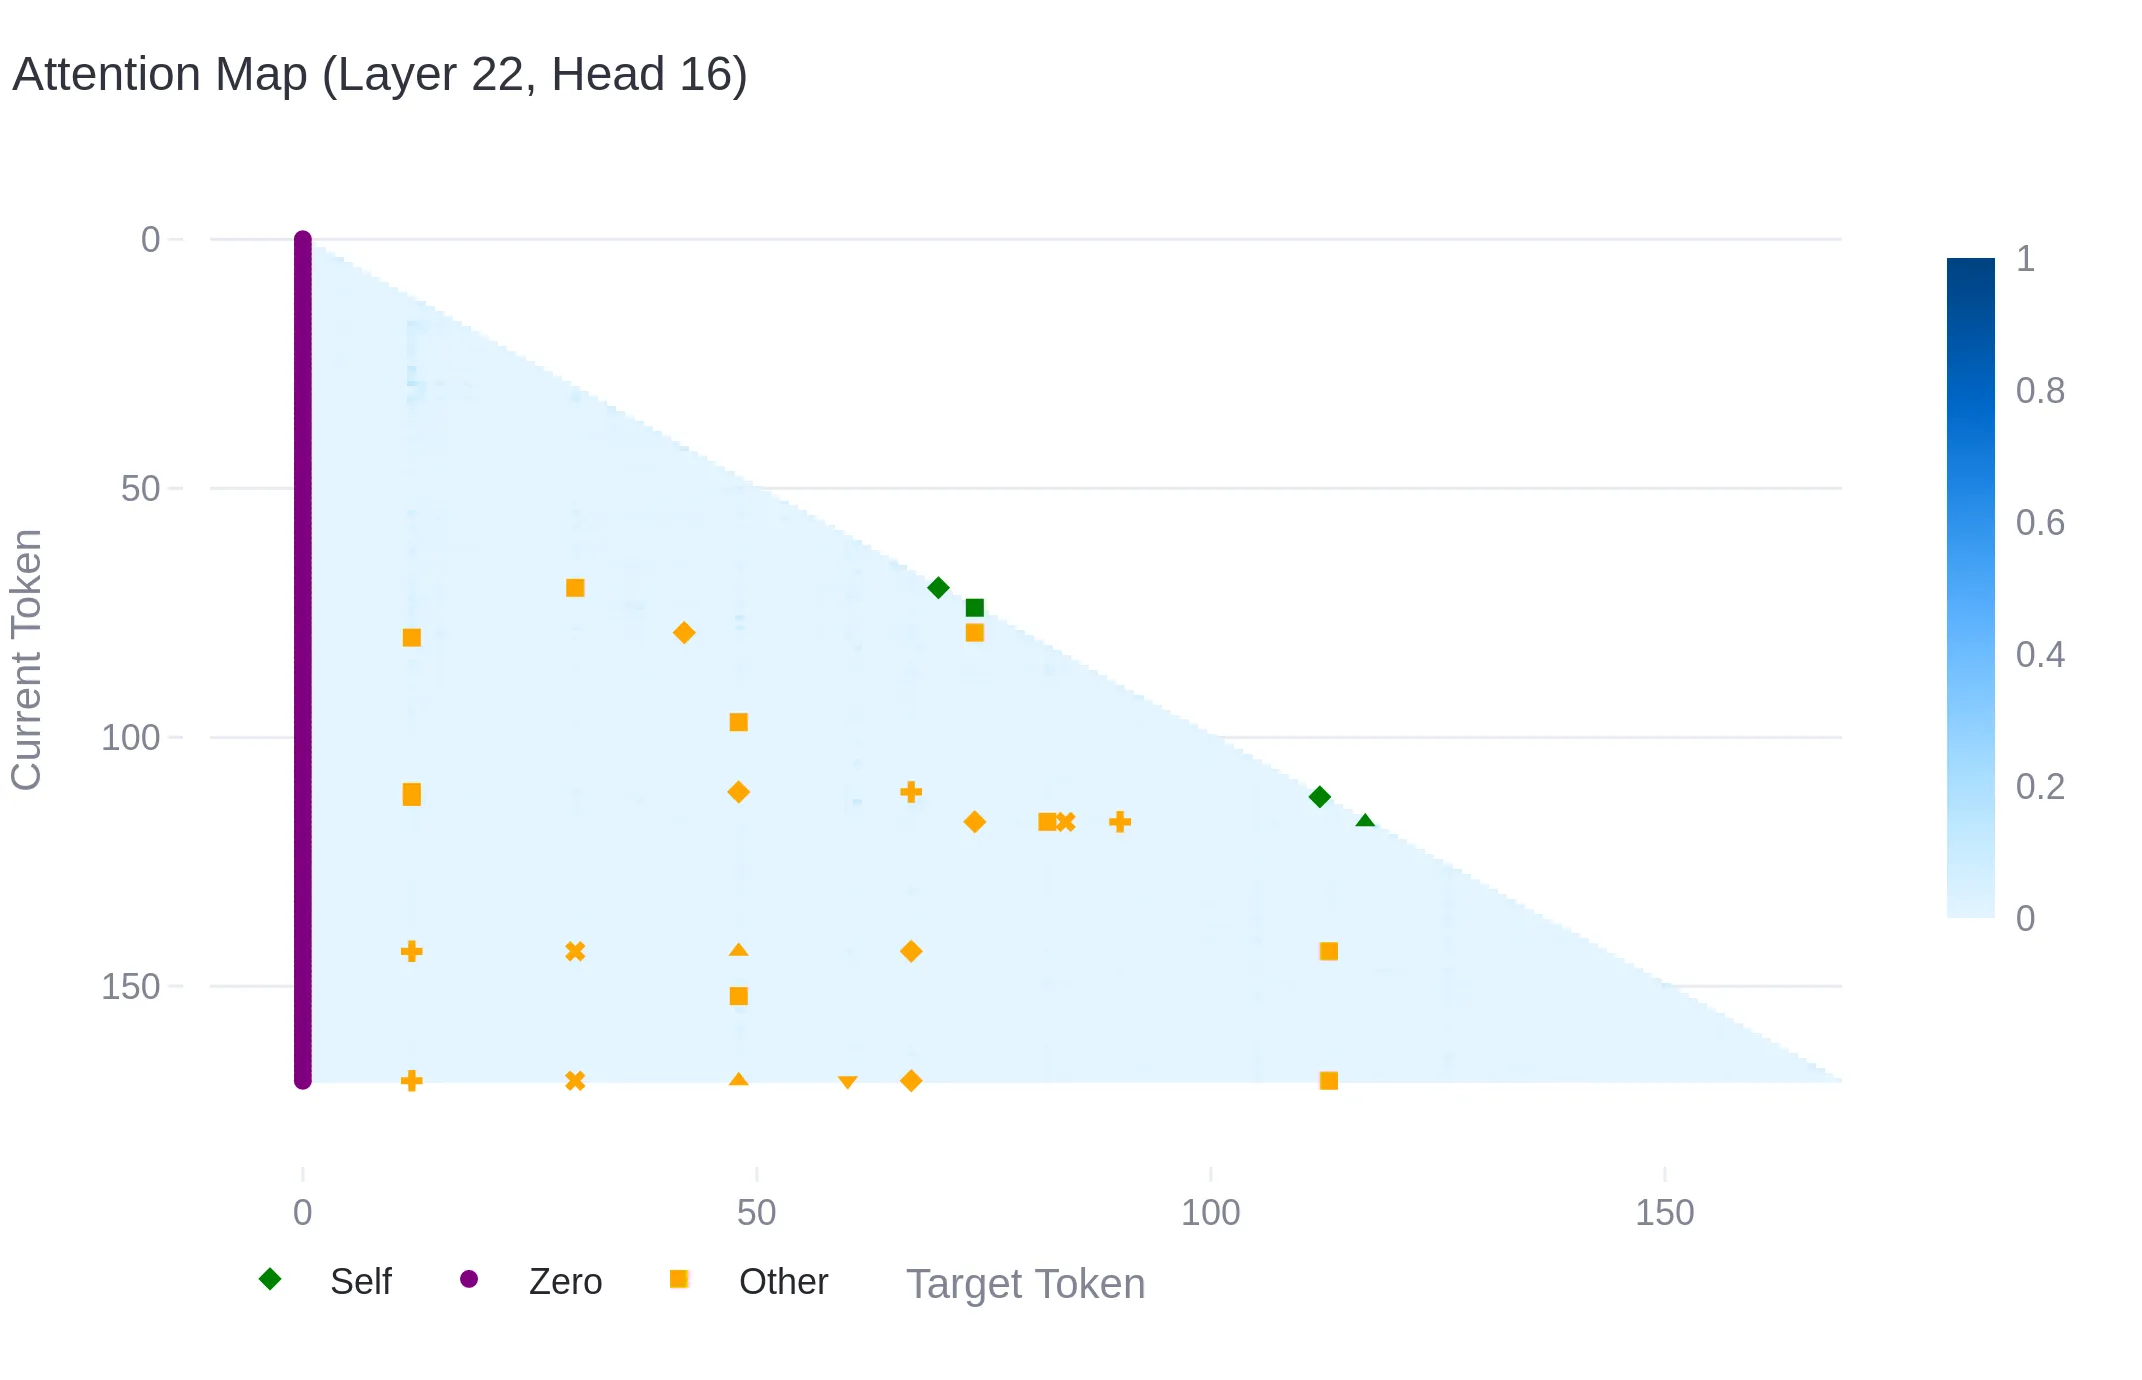 Attention Map (Layer 22, Head 16)
0
50
100
150
Current Token
1
0.8
0.6
0.4
0.2
0
0 50 100 150
Self Zero Other
Target Token